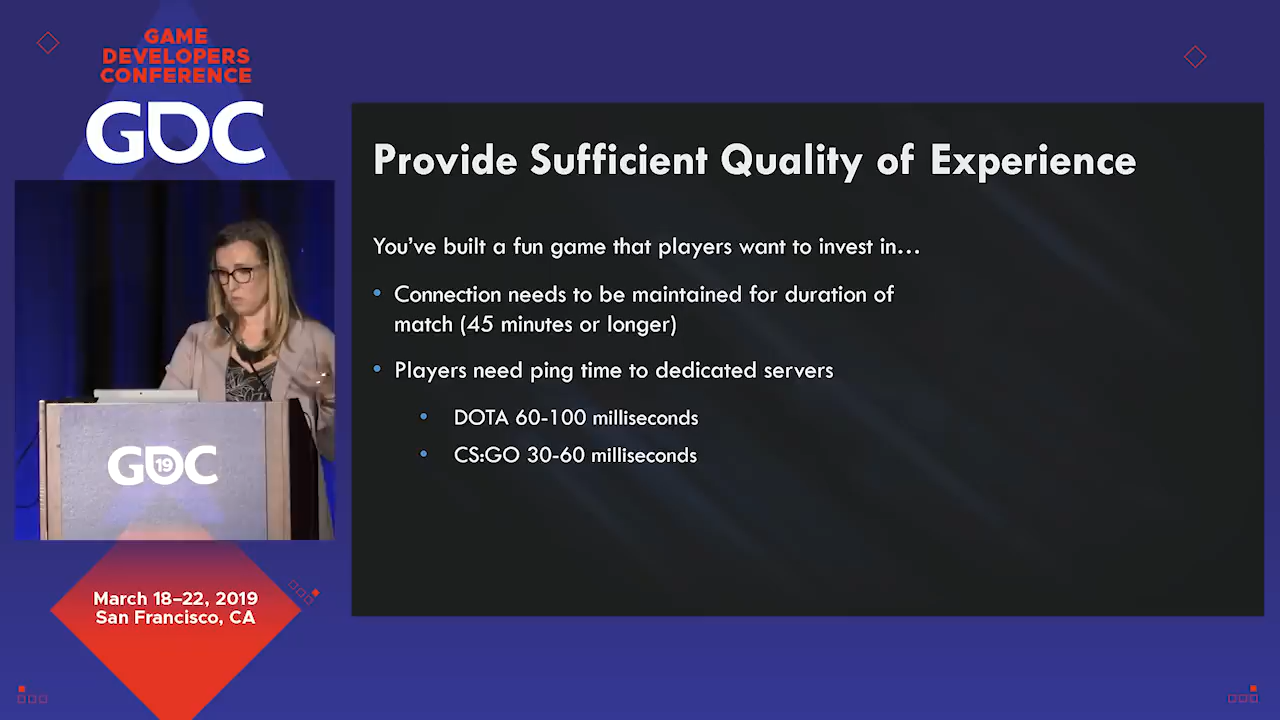 GAME
DEVELOPERS
CONFERENCE
GDC
Provide Sufficient Quality of Experience
You've built a fun game that players want to invest in...
• Connection needs to be maintained for duration of
match (45 minutes or longer)
• Players need ping time to dedicated servers
• DOTA 60-100 milliseconds
• CS:GO 30-60 milliseconds
GDC
19
March 18–22, 2019
San Francisco, CA